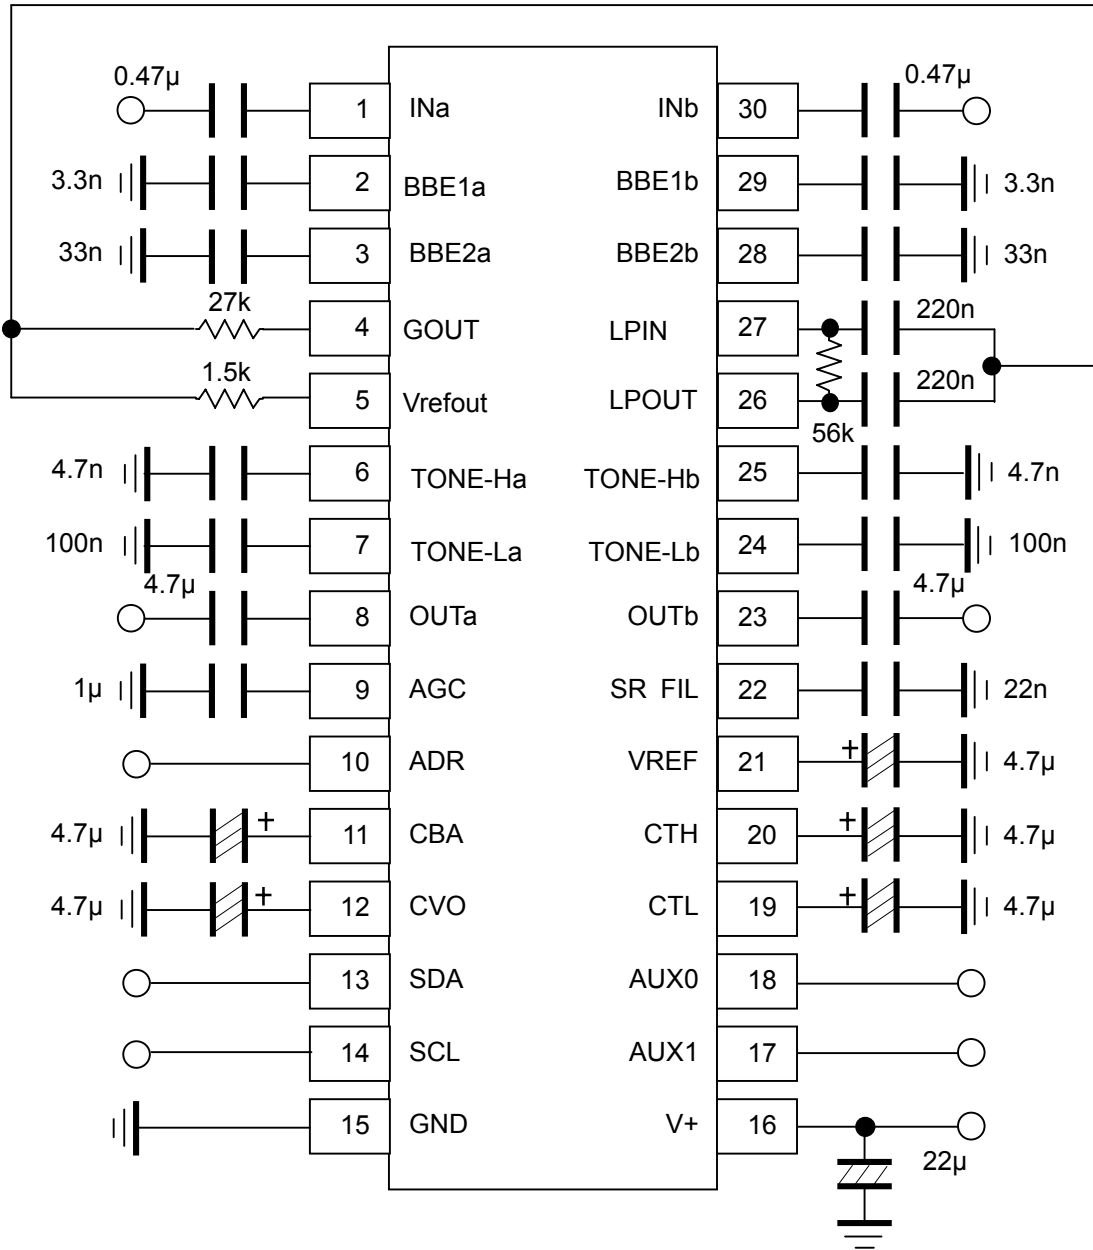 0.47µ 1 INa INb 30 0.47µ
3.3n 2 BBE1a BBE1b 29 3.3n
33n 3 BBE2a BBE2b 28 33n
27k 4 GOUT LPIN 27 220n
1.5k 5 Vrefout LPOUT 26 220n
56k
4.7n 6 TONE-Ha TONE-Hb 25 4.7n
100n 7 TONE-La TONE-Lb 24 100n
4.7µ 8 OUTa OUTb 23 4.7µ
1µ 9 AGC SR FIL 22 22n
10 ADR VREF 21 + 4.7µ
4.7µ + 11 CBA CTH 20 + 4.7µ
4.7µ + 12 CVO CTL 19 + 4.7µ
13 SDA AUX0 18
14 SCL AUX1 17
15 GND V+ 16
22µ